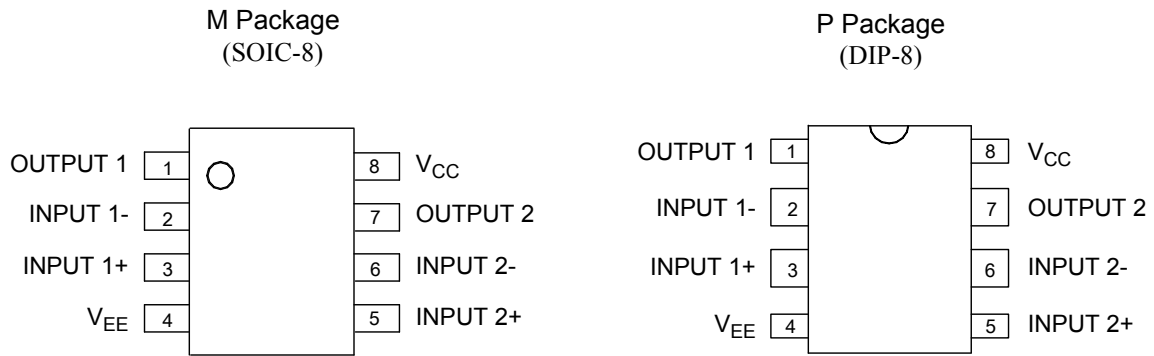 M Package
(SOIC-8)
OUTPUT 1 1
INPUT 1- 2
INPUT 1+ 3
VEE 4
8 VCC
7 OUTPUT 2
6 INPUT 2-
5 INPUT 2+
P Package
(DIP-8)
OUTPUT 1 1
INPUT 1- 2
INPUT 1+ 3
VEE 4
8 VCC
7 OUTPUT 2
6 INPUT 2-
5 INPUT 2+